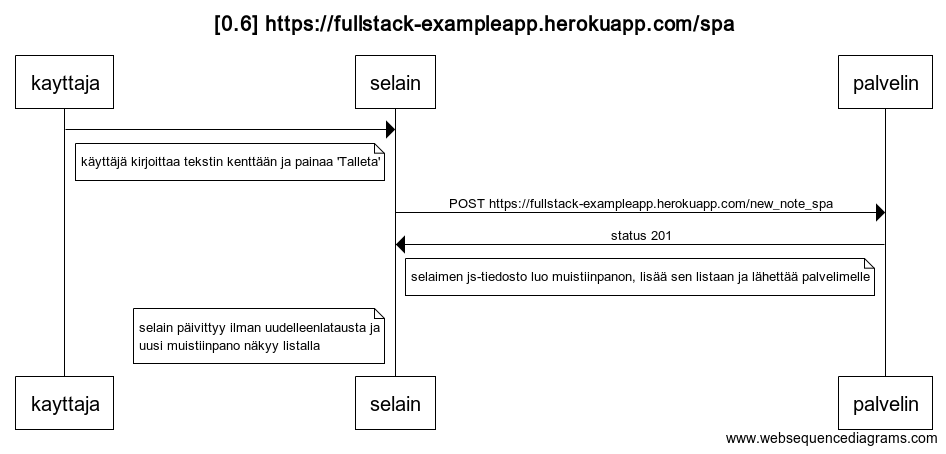 [0.6] https://fullstack-exampleapp.herokuapp.com/spa
kayttaja
selain
palvelin
käyttäjä kirjoittaa tekstin kenttään ja painaa 'Talleta'
POST https://fullstack-exampleapp.herokuapp.com/new_note_spa
status 201
selaimen js-tiedosto luo muistiinpanon, lisää sen listaan ja lähettää palvelimelle
selain päivittyy ilman uudelleenlatausta ja
uusi muistiinpano näkyy listalla
kayttaja
selain
palvelin
www.websequencediagrams.com